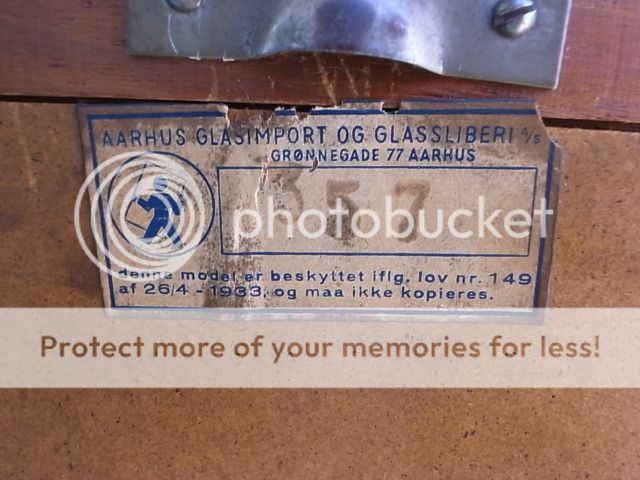 AARHUS GLASIMPORT OG GLASSLIBERI A/S
GRØNNEGADE 77 AARHUS
357
photobucket
denne model er beskyttet iflg. lov nr. 149
af 26/4 - 1933, og maa ikke kopieres.
Protect more of your memories for less!